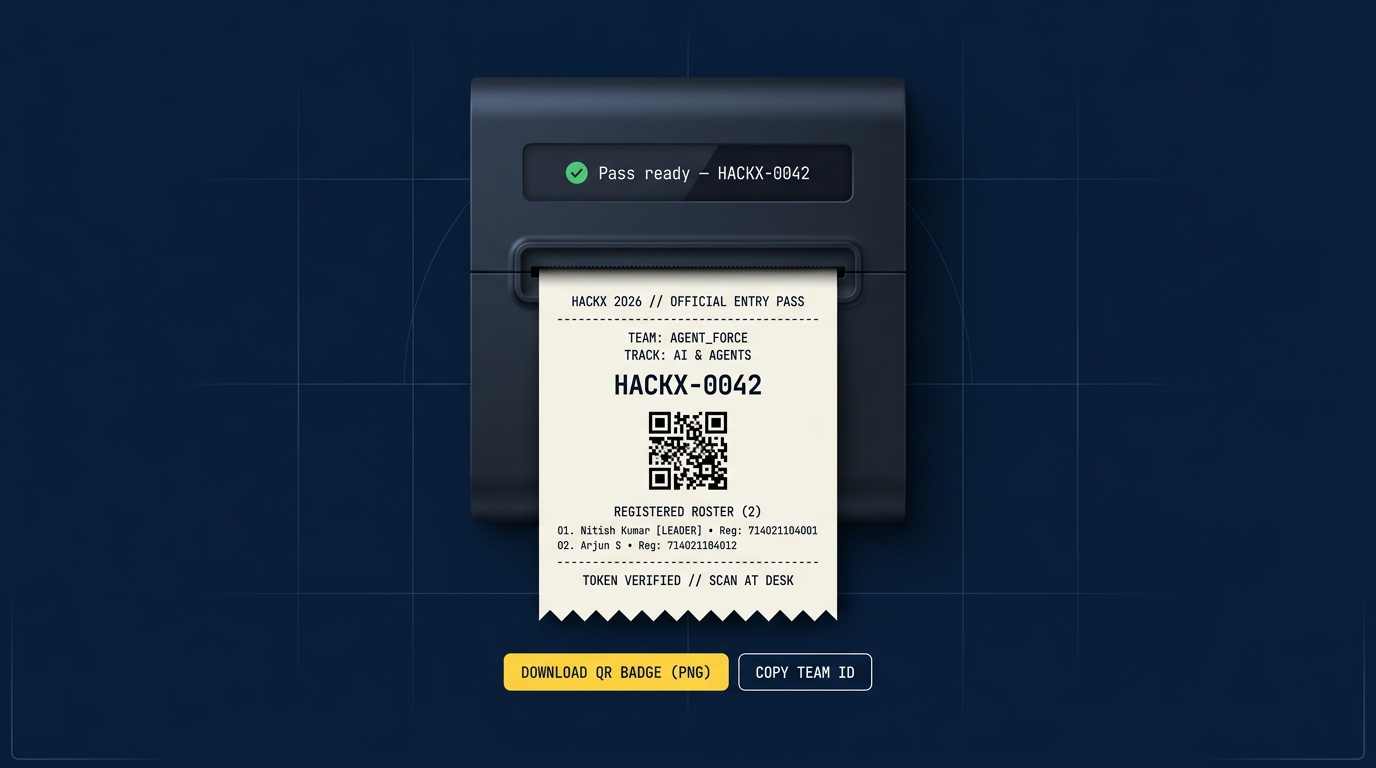 Pass ready — HACKX-0042
HACKX 2026 // OFFICIAL ENTRY PASS
TEAM: AGENT_FORCE
TRACK: AI & AGENTS
HACKX-0042
REGISTERED ROSTER (2)
01. Nitish Kumar [LEADER] • Reg: 714021104001
02. Arjun S • Reg: 714021104012
TOKEN VERIFIED // SCAN AT DESK
DOWNLOAD QR BADGE (PNG)
COPY TEAM ID